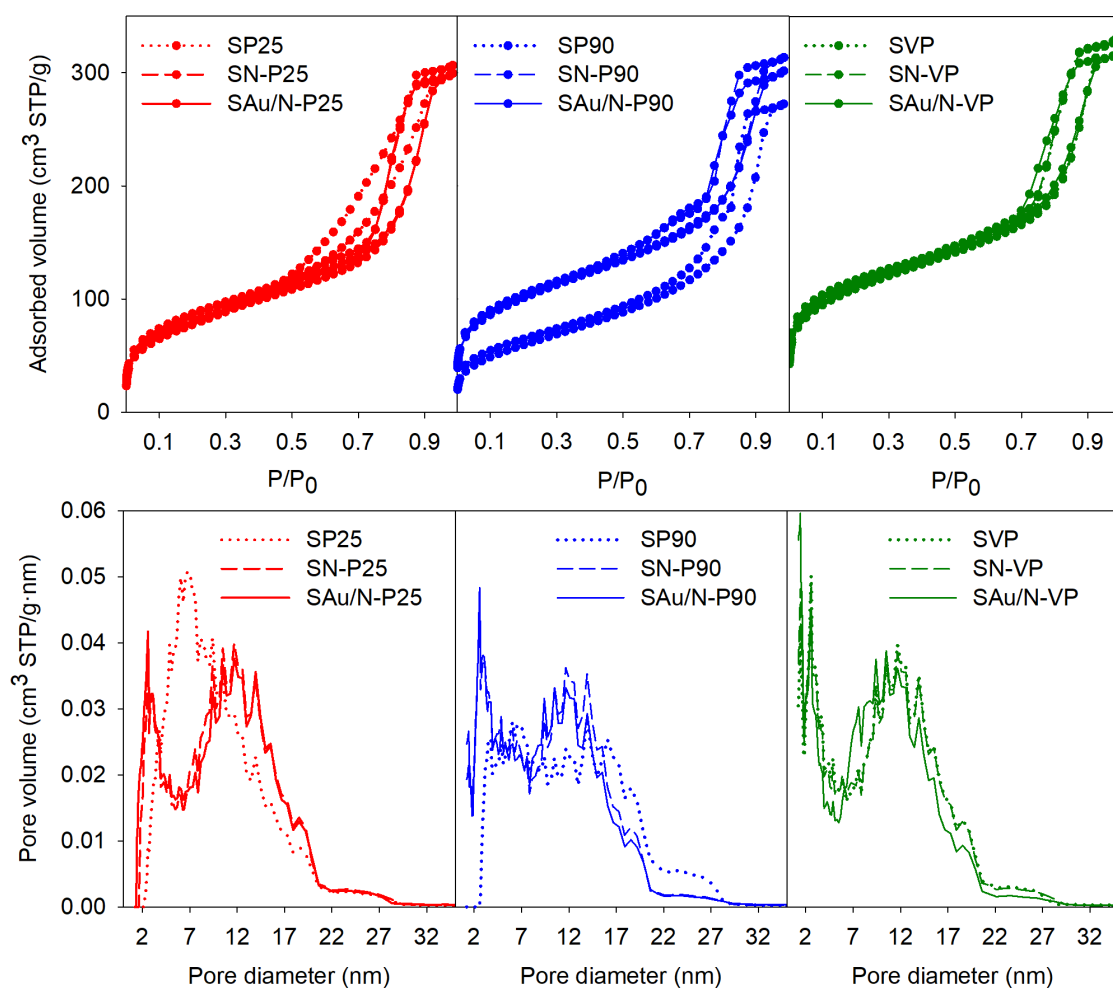 Adsorbed volume (cm³ STP/g)
300
200
100
0
SP25
SN-P25
SAu/N-P25
SP90
SN-P90
SAu/N-P90
SVP
SN-VP
SAu/N-VP
0.1 0.3 0.5 0.7 0.9
0.1 0.3 0.5 0.7 0.9
0.1 0.3 0.5 0.7 0.9
P/P₀
P/P₀
P/P₀
Pore volume (cm³ STP/g·nm)
0.06
0.05
0.04
0.03
0.02
0.01
0.00
SP25
SN-P25
SAu/N-P25
SP90
SN-P90
SAu/N-P90
SVP
SN-VP
SAu/N-VP
2 7 12 17 22 27 32
2 7 12 17 22 27 32
2 7 12 17 22 27 32
Pore diameter (nm)
Pore diameter (nm)
Pore diameter (nm)